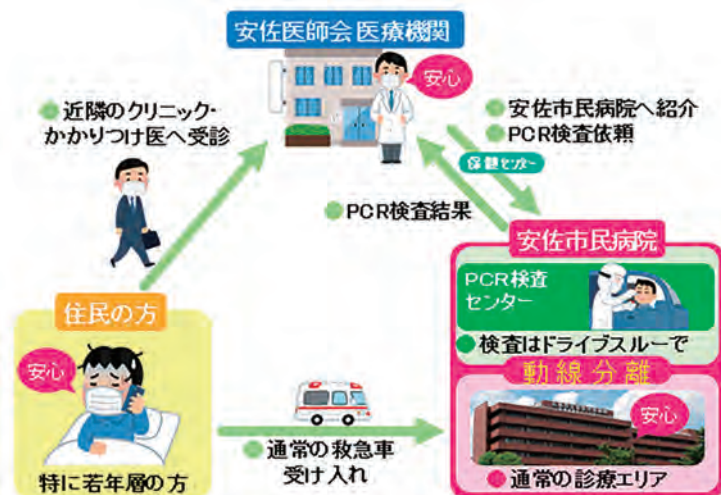 安佐医師会医療機関
安心
●近隣のクリニック・
かかりつけ医へ受診
●安佐市民病院へ紹介
●PCR検査依頼
保健センター
●PCR検査結果
安佐市民病院
PCR検査
センター
●検査はドライブスルーで
動線分離
安心
●通常の診療エリア
住民の方
安心
特に若年層の方
●通常の救急車
受け入れ